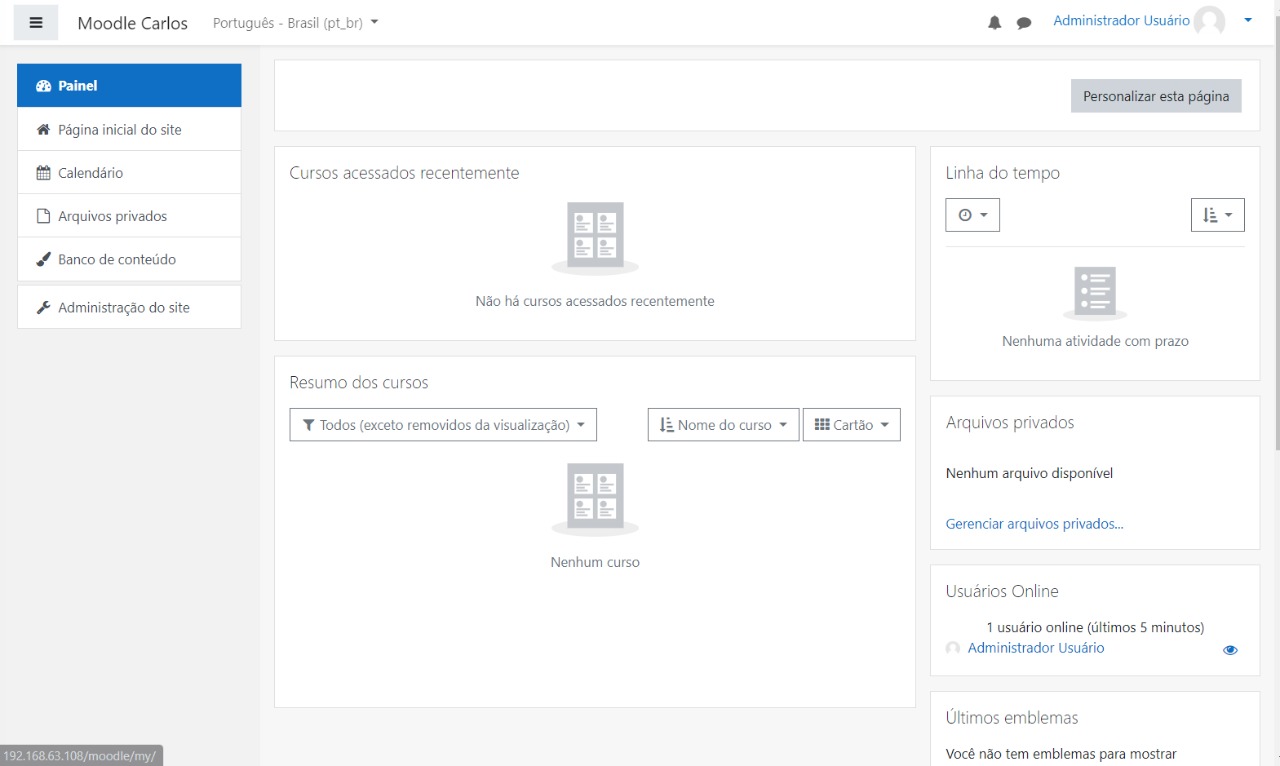 Moodle Carlos
Português - Brasil (pt_br)
Administrador Usuário
Painel
Página inicial do site
Calendário
Arquivos privados
Banco de conteúdo
Administração do site
Personalizar esta página
Cursos acessados recentemente
Não há cursos acessados recentemente
Resumo dos cursos
Todos (exceto removidos da visualização)
Nome do curso
Cartão
Nenhum curso
Linha do tempo
Nenhuma atividade com prazo
Arquivos privados
Nenhum arquivo disponível
Gerenciar arquivos privados...
Usuários Online
1 usuário online (últimos 5 minutos)
Administrador Usuário
Últimos emblemas
Você não tem emblemas para mostrar
192.168.63.108/moodle/my/